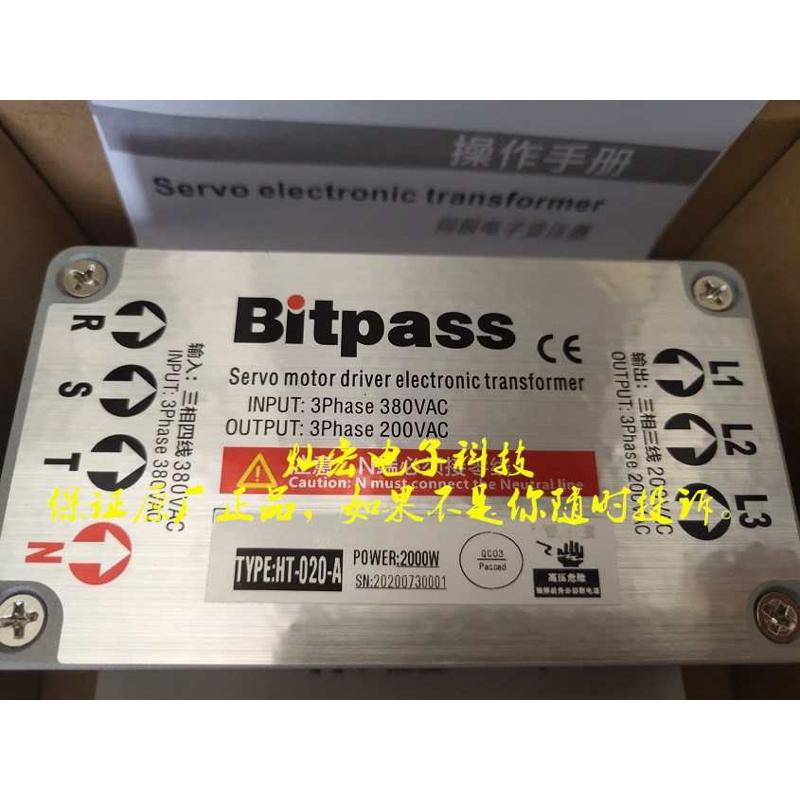 操作手册
Servo electronic transformer
伺服电子变压器
Bitpass
CE
Servo motor driver electronic transformer
INPUT: 3Phase 380VAC
OUTPUT: 3Phase 200VAC
R
S
T
N
输入：三相四线 380VAC
INPUT: 3Phase 380VAC
输出：三相三线 200VAC
OUTPUT: 3Phase 200VAC
L1
L2
L3
Caution: N must connect the Neutral line
灿宏电子科技
保证原厂正品，如果不是你随时投诉。
TYPE:HT-020-A
POWER:2000W
SN:20200730001
QC03
Passed
高压危险